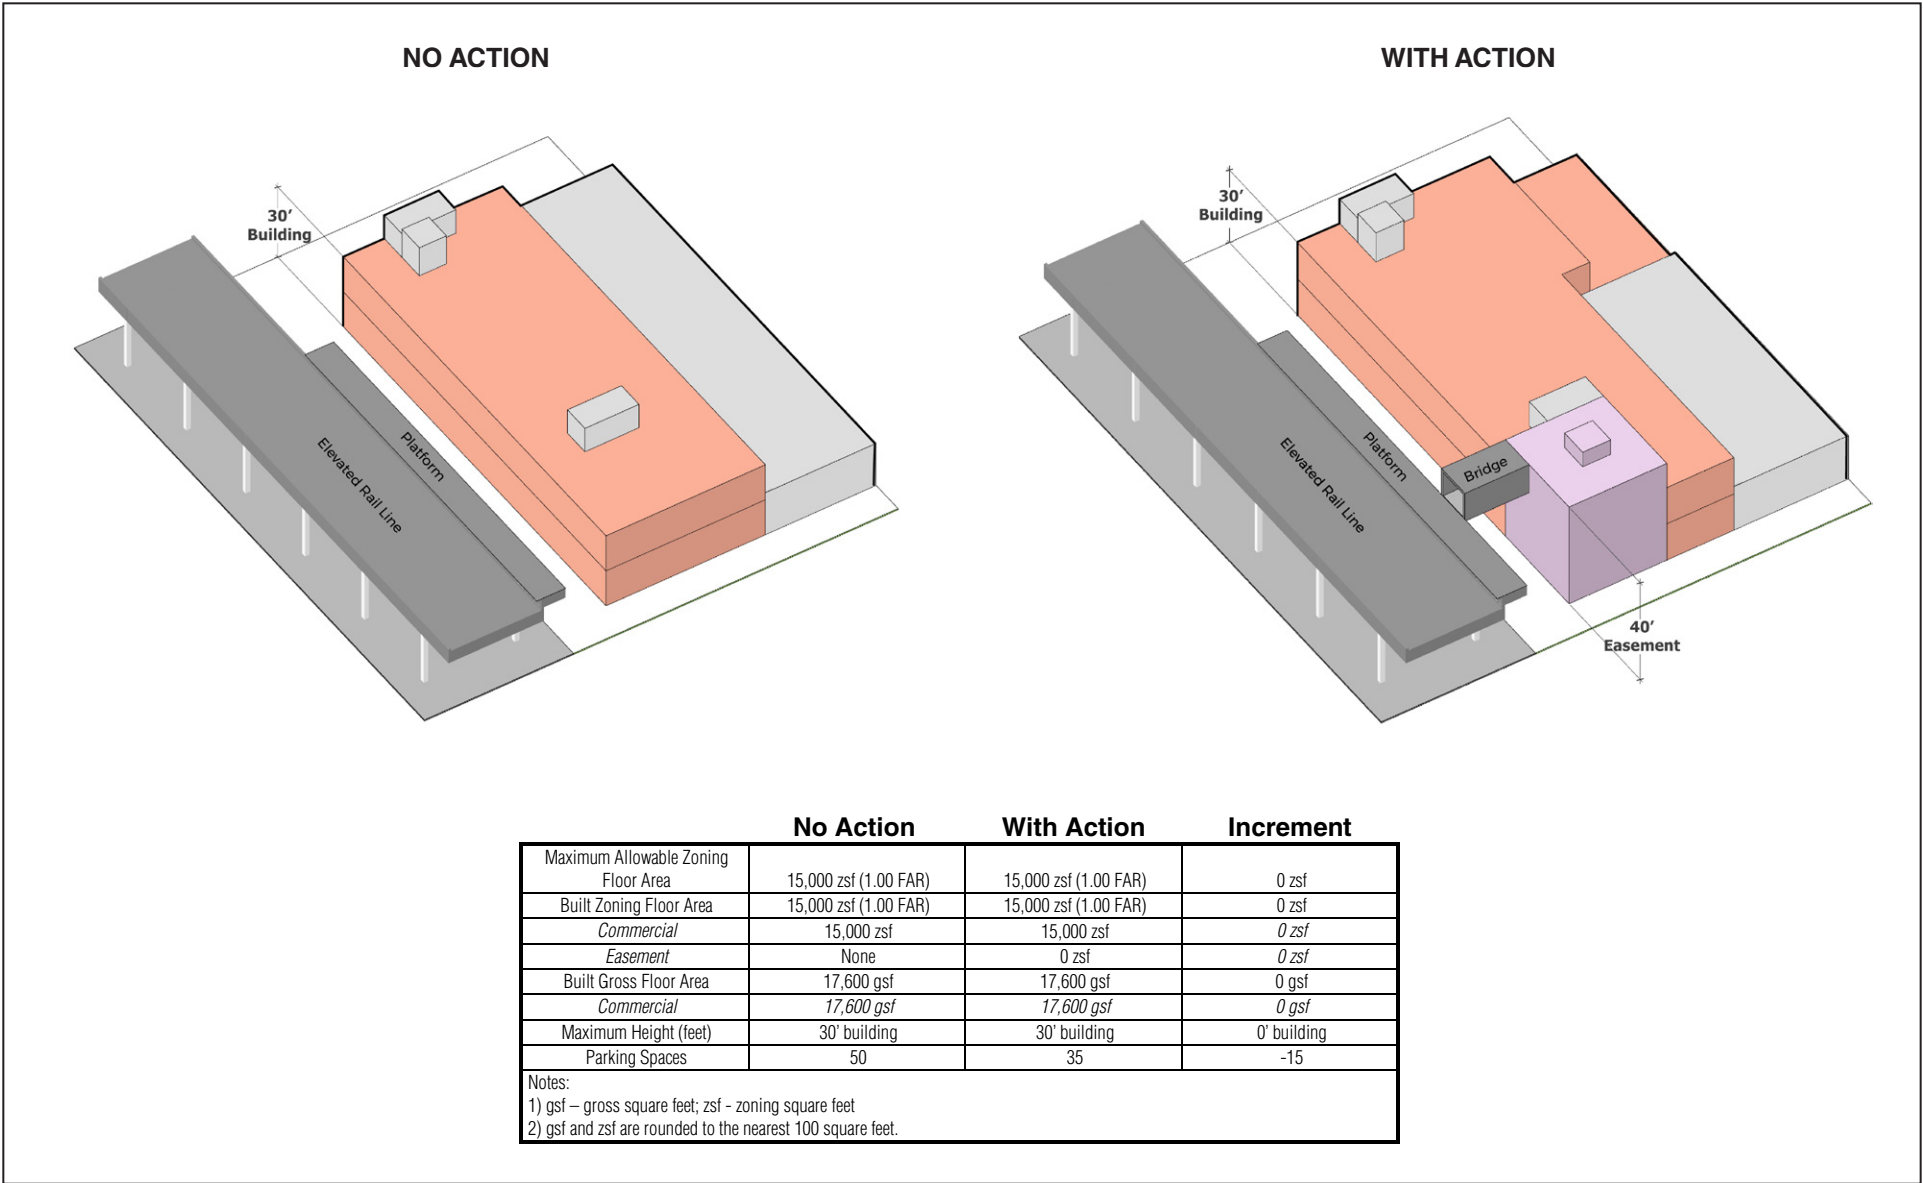 NO ACTION
WITH ACTION
30’
Building
Elevated Rail Line
Platform
30’
Building
Elevated Rail Line
Platform
Bridge
40’
Easement
No Action With Action Increment
Maximum Allowable Zoning
Floor Area 15,000 zsf (1.00 FAR) 15,000 zsf (1.00 FAR) 0 zsf
Built Zoning Floor Area 15,000 zsf (1.00 FAR) 15,000 zsf (1.00 FAR) 0 zsf
Commercial 15,000 zsf 15,000 zsf 0 zsf
Easement None 0 zsf 0 zsf
Built Gross Floor Area 17,600 gsf 17,600 gsf 0 gsf
Commercial 17,600 gsf 17,600 gsf 0 gsf
Maximum Height (feet) 30’ building 30’ building 0’ building
Parking Spaces 50 35 -15
Notes:
1) gsf – gross square feet; zsf - zoning square feet
2) gsf and zsf are rounded to the nearest 100 square feet.